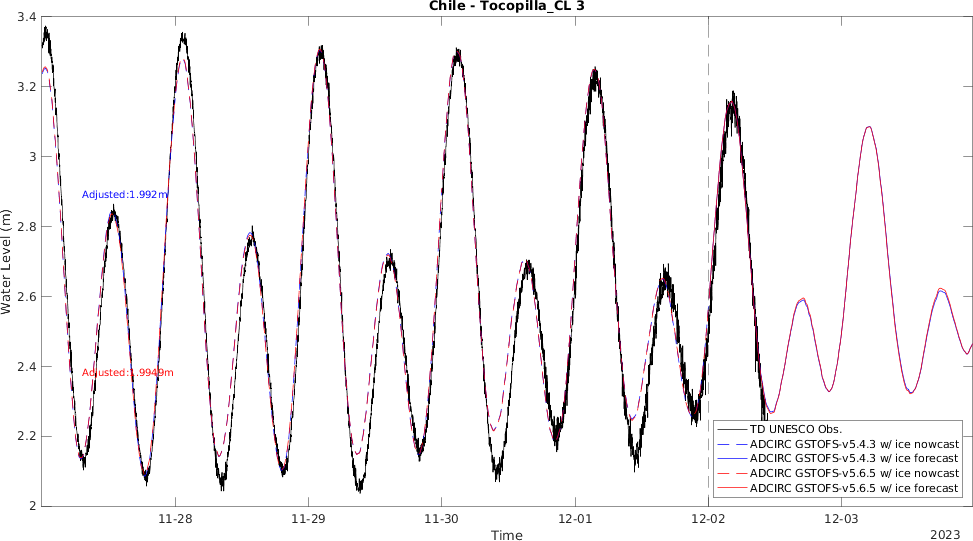 Chile - Tocopilla_CL 3
3.4
3.2
3
2.8
2.6
2.4
2.2
2
Water Level (m)
Adjusted:1.992m
Adjusted:1.9949m
TD UNESCO Obs.
ADCIRC GSTOFS-v5.4.3 w/ ice nowcast
ADCIRC GSTOFS-v5.4.3 w/ ice forecast
ADCIRC GSTOFS-v5.6.5 w/ ice nowcast
ADCIRC GSTOFS-v5.6.5 w/ ice forecast
11-28
11-29
11-30
12-01
12-02
12-03
Time
2023